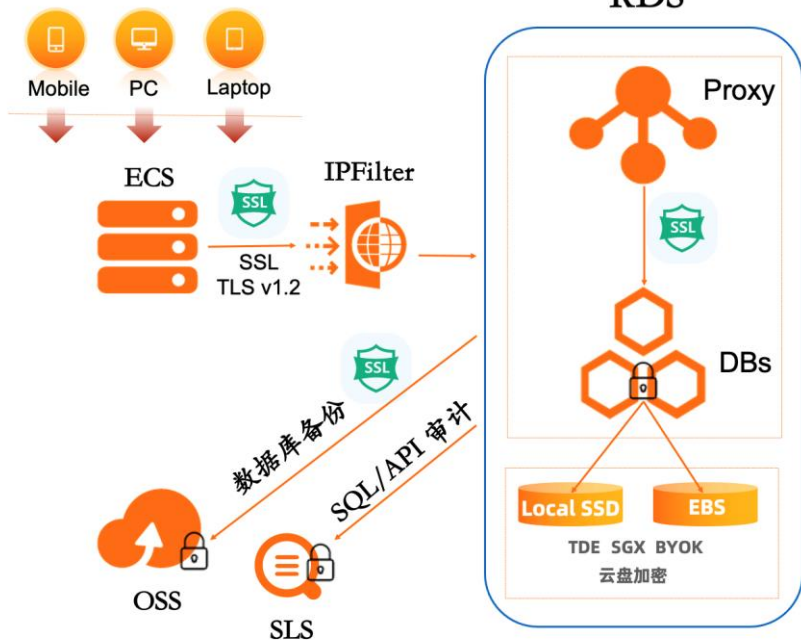 RDS
Mobile
PC
Laptop
Proxy
ECS
IPFilter
SSL
SSL
SSL
TLS v1.2
SSL
DBs
数据库备份
SQL/API 审计
Local SSD
EBS
TDE SGX BYOK
云盘加密
OSS
SLS